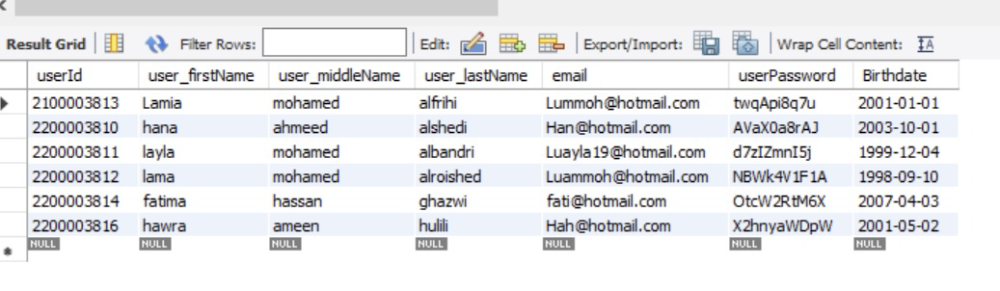 Result Grid Filter Rows: Edit: Export/Import: Wrap Cell Content: IA
userId user_firstName user_middleName user_lastName email userPassword Birthdate
2100003813 Lamia mohamed alfrihi Lummoh@hotmail.com twqApi8q7u 2001-01-01
2200003810 hana ahmeed alshedi Han@hotmail.com AVaX0a8rAJ 2003-10-01
2200003811 layla mohamed albandri Luayla19@hotmail.com d7zIZmnI5j 1999-12-04
2200003812 lama mohamed alroished Luammoh@hotmail.com NBWk4V1F1A 1998-09-10
2200003814 fatima hassan ghazwi fati@hotmail.com OtcW2RtM6X 2007-04-03
2200003816 hawra ameen hulili Hah@hotmail.com X2hnyaWDpW 2001-05-02
NULL NULL NULL NULL NULL NULL NULL